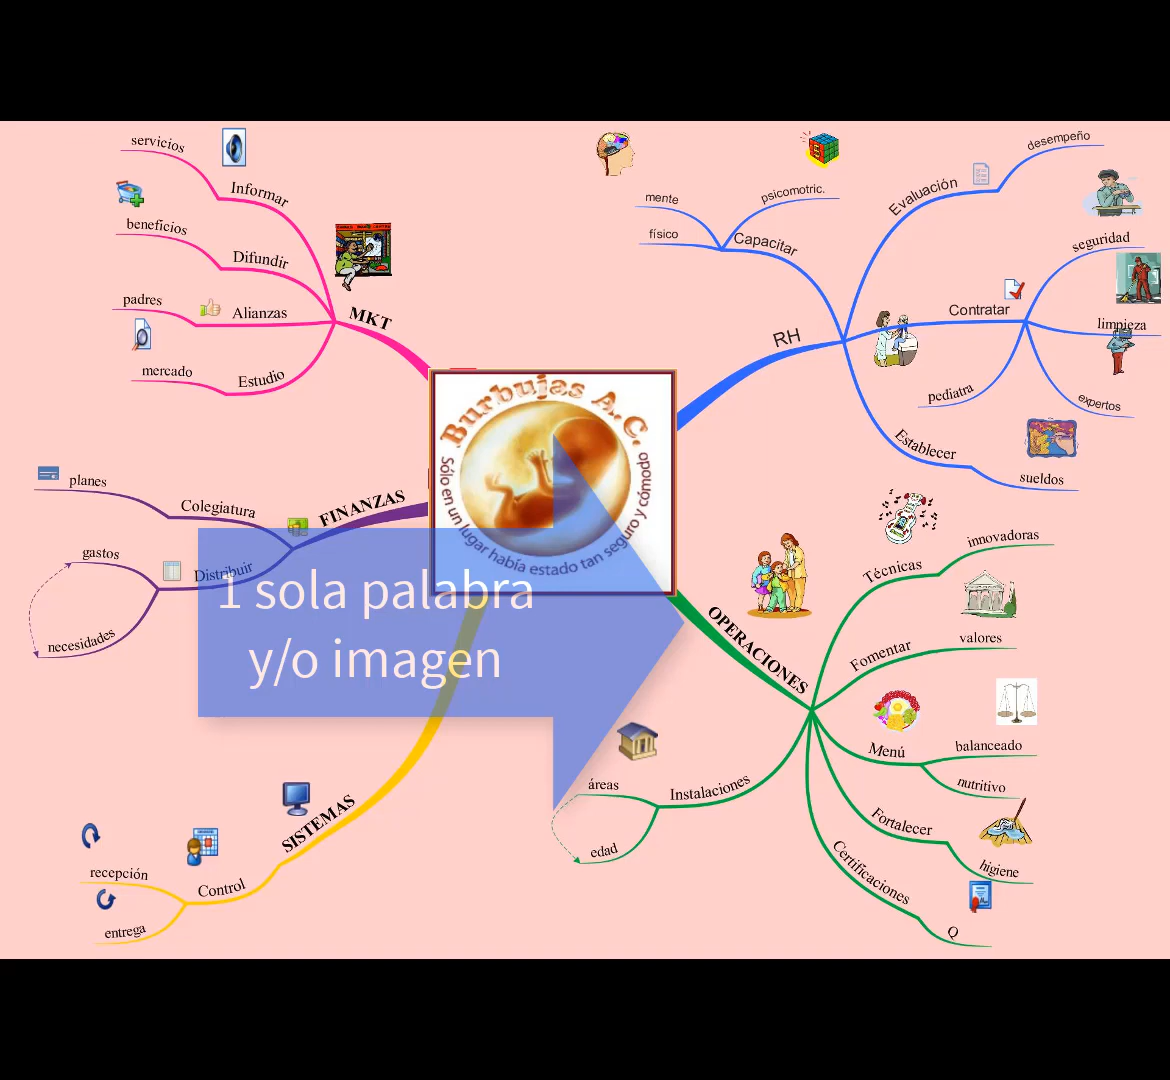 servicios
Informar
beneficios
Difundir
padres
Alianzas
mercado
Estudio
MKT
mente
físico
psicomotric.
Capacitar
RH
Evaluación
desempeño
Contratar
seguridad
limpieza
expertos
pediatra
Establecer
sueldos
Burbujas A.C.
Sólo en un lugar había estado tan seguro y cómodo
planes
Colegiatura
FINANZAS
gastos
Distribuir
necesidades
1 sola palabra
y/o imagen
OPERACIONES
Técnicas
innovadoras
Fomentar
valores
Menú
balanceado
nutritivo
Fortalecer
higiene
Certificaciones
Q
Instalaciones
áreas
edad
SISTEMAS
Control
recepción
entrega